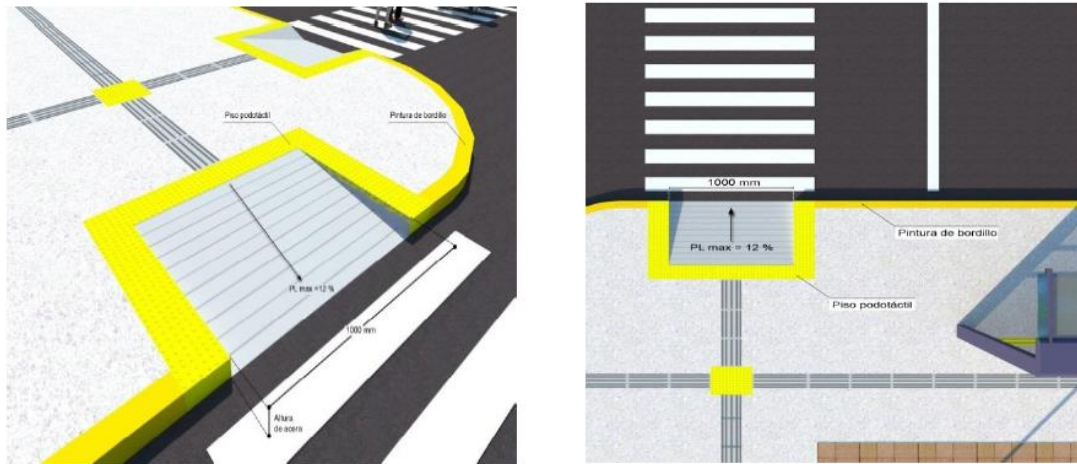 Piso podotáctil
Pintura de bordillo
PL max =12 %
1000 mm
Altura
de acera
1000 mm
PL max = 12 %
Pintura de bordillo
Piso podotáctil